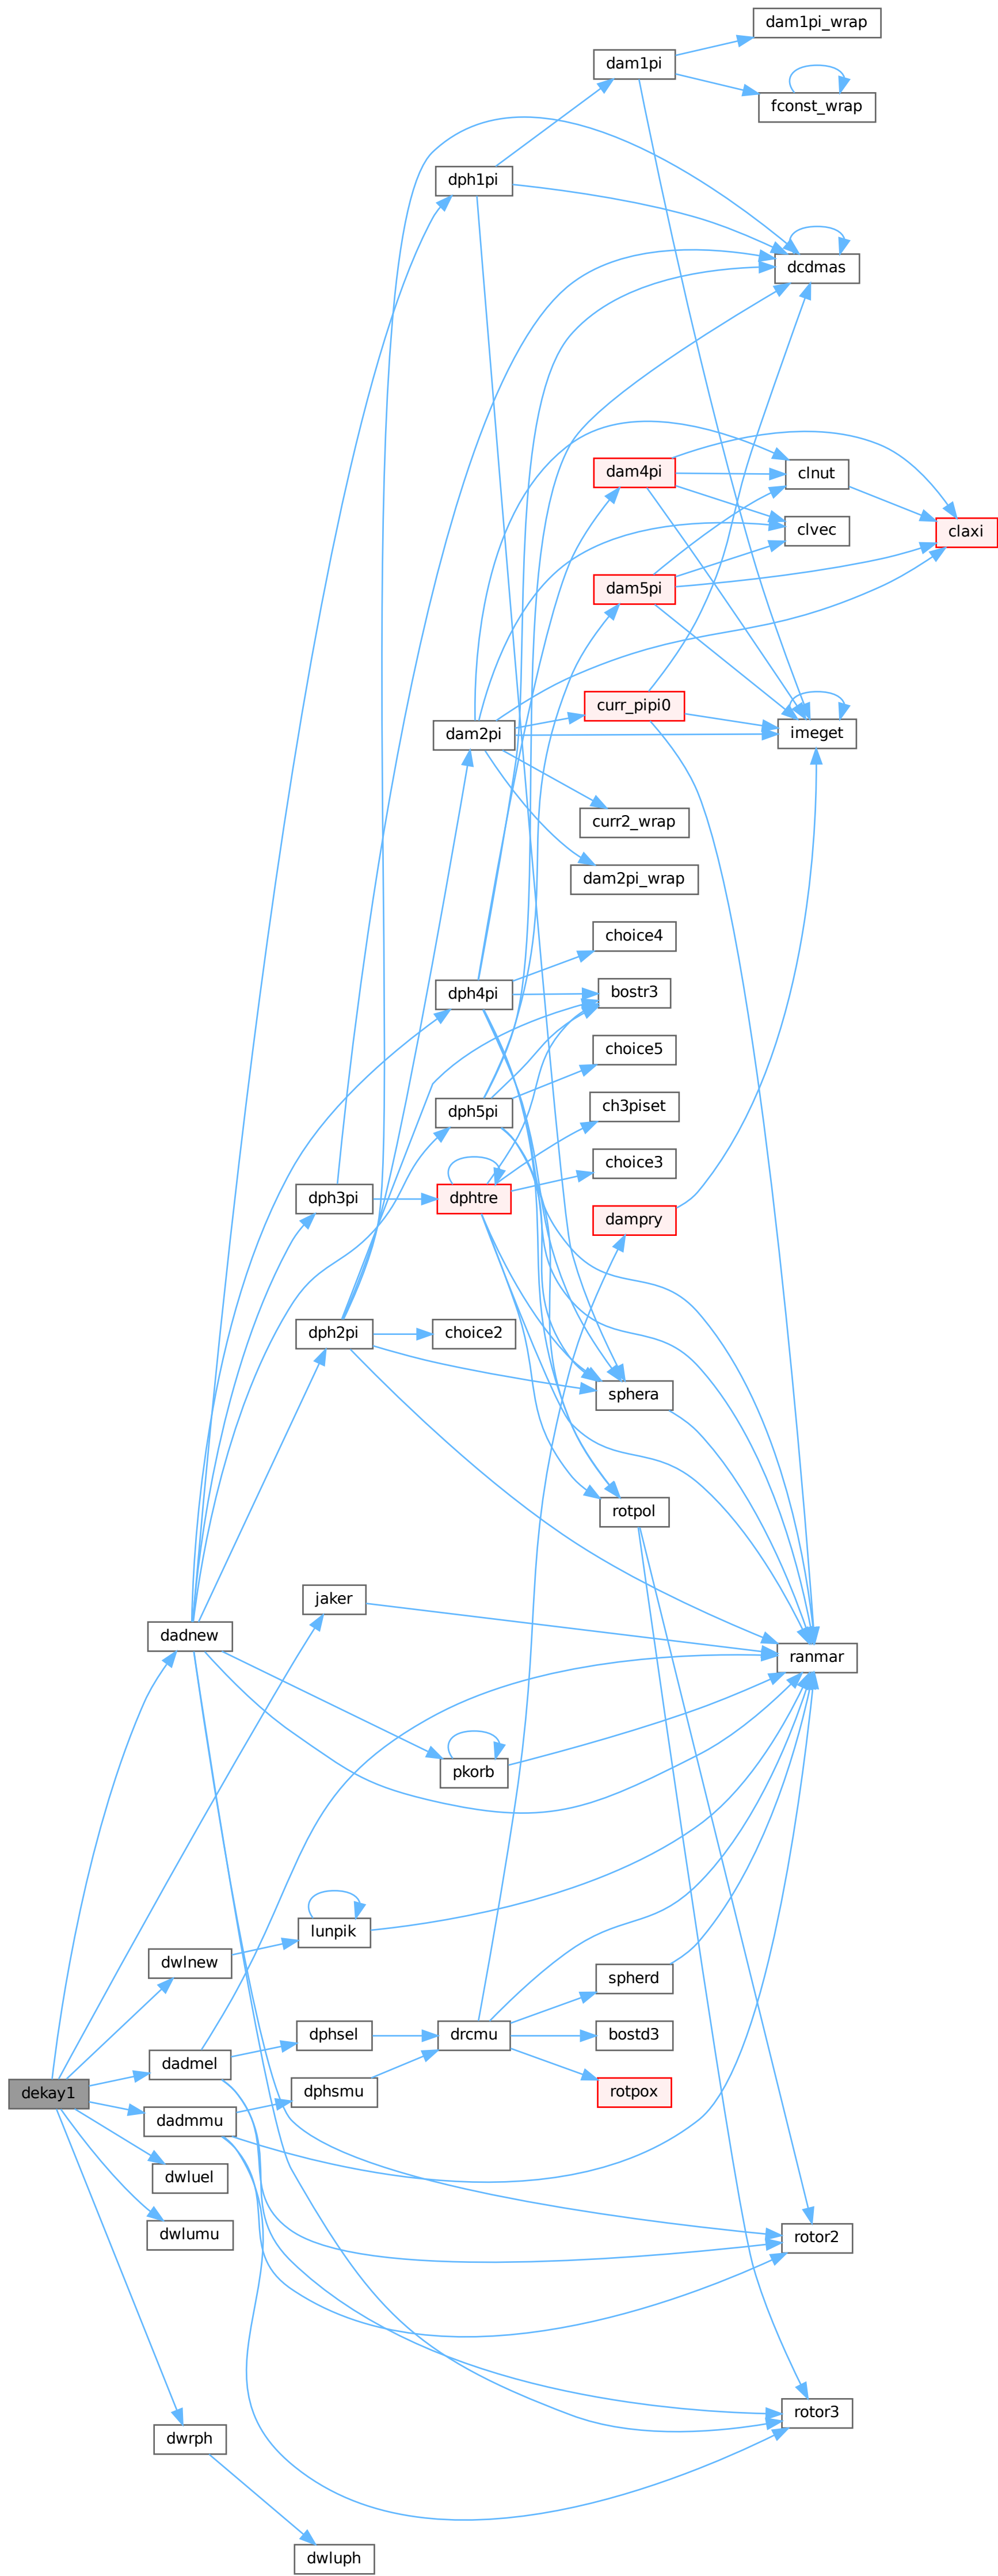 dam1pi_wrap
dam1pi
fconst_wrap
dph1pi
dcdmas
dam4pi
clnut
clvec
claxi
dam5pi
curr_pipi0
dam2pi
imeget
curr2_wrap
dam2pi_wrap
choice4
dph4pi
bostr3
choice5
dph5pi
ch3piset
choice3
dph3pi
dphtre
dampry
dph2pi
choice2
sphera
rotpol
jaker
dadnew
ranmar
pkorb
lunpik
dwlnew
spherd
dphsel
drcmu
bostd3
dadmel
dekay1
dphsmu
rotpox
dadmmu
dwluel
dwlumu
rotor2
rotor3
dwrph
dwluph